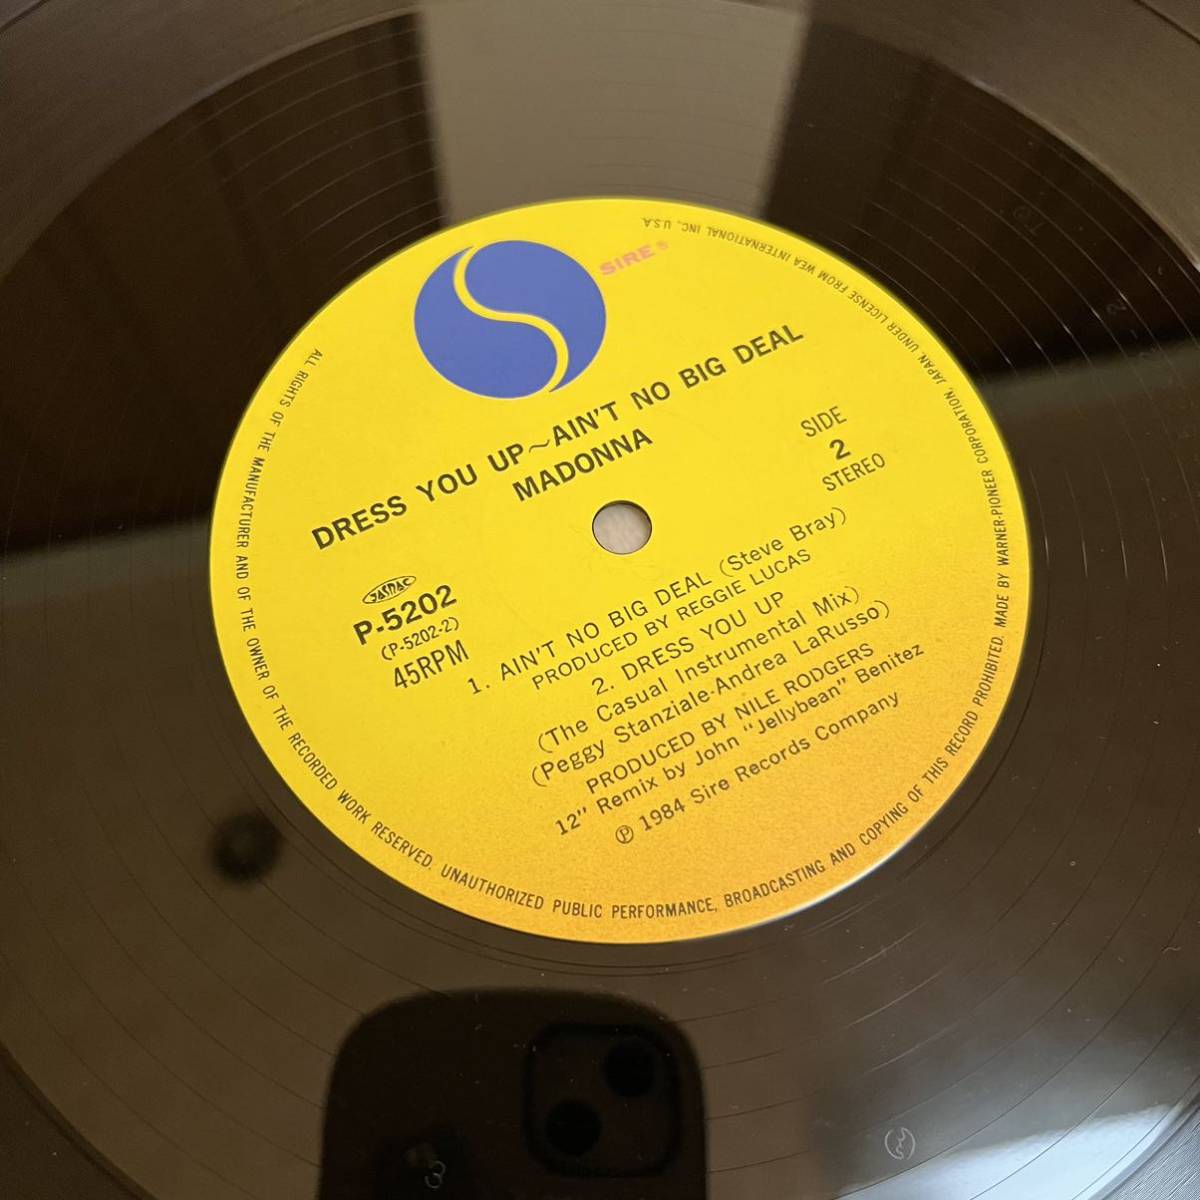 SIRE®
DRESS YOU UP~AIN'T NO BIG DEAL
MADONNA
SIDE
2
STEREO
JASRAC
P-5202
(P-5202-2)
45RPM
1. AIN'T NO BIG DEAL (Steve Bray)
PRODUCED BY REGGIE LUCAS
2. DRESS YOU UP
(The Casual Instrumental Mix)
(Peggy Stanziale-Andrea LaRusso)
PRODUCED BY NILE RODGERS
12" Remix by John "Jellybean" Benitez
Ⓟ 1984 Sire Records Company
ALL RIGHTS OF THE MANUFACTURER AND OF THE OWNER OF THE RECORDED WORK RESERVED. UNAUTHORIZED PUBLIC PERFORMANCE, BROADCASTING AND COPYING OF THIS RECORD PROHIBITED. MADE BY WARNER-PIONEER CORPORATION, JAPAN, UNDER LICENSE FROM WEA INTERNATIONAL INC., U.S.A.